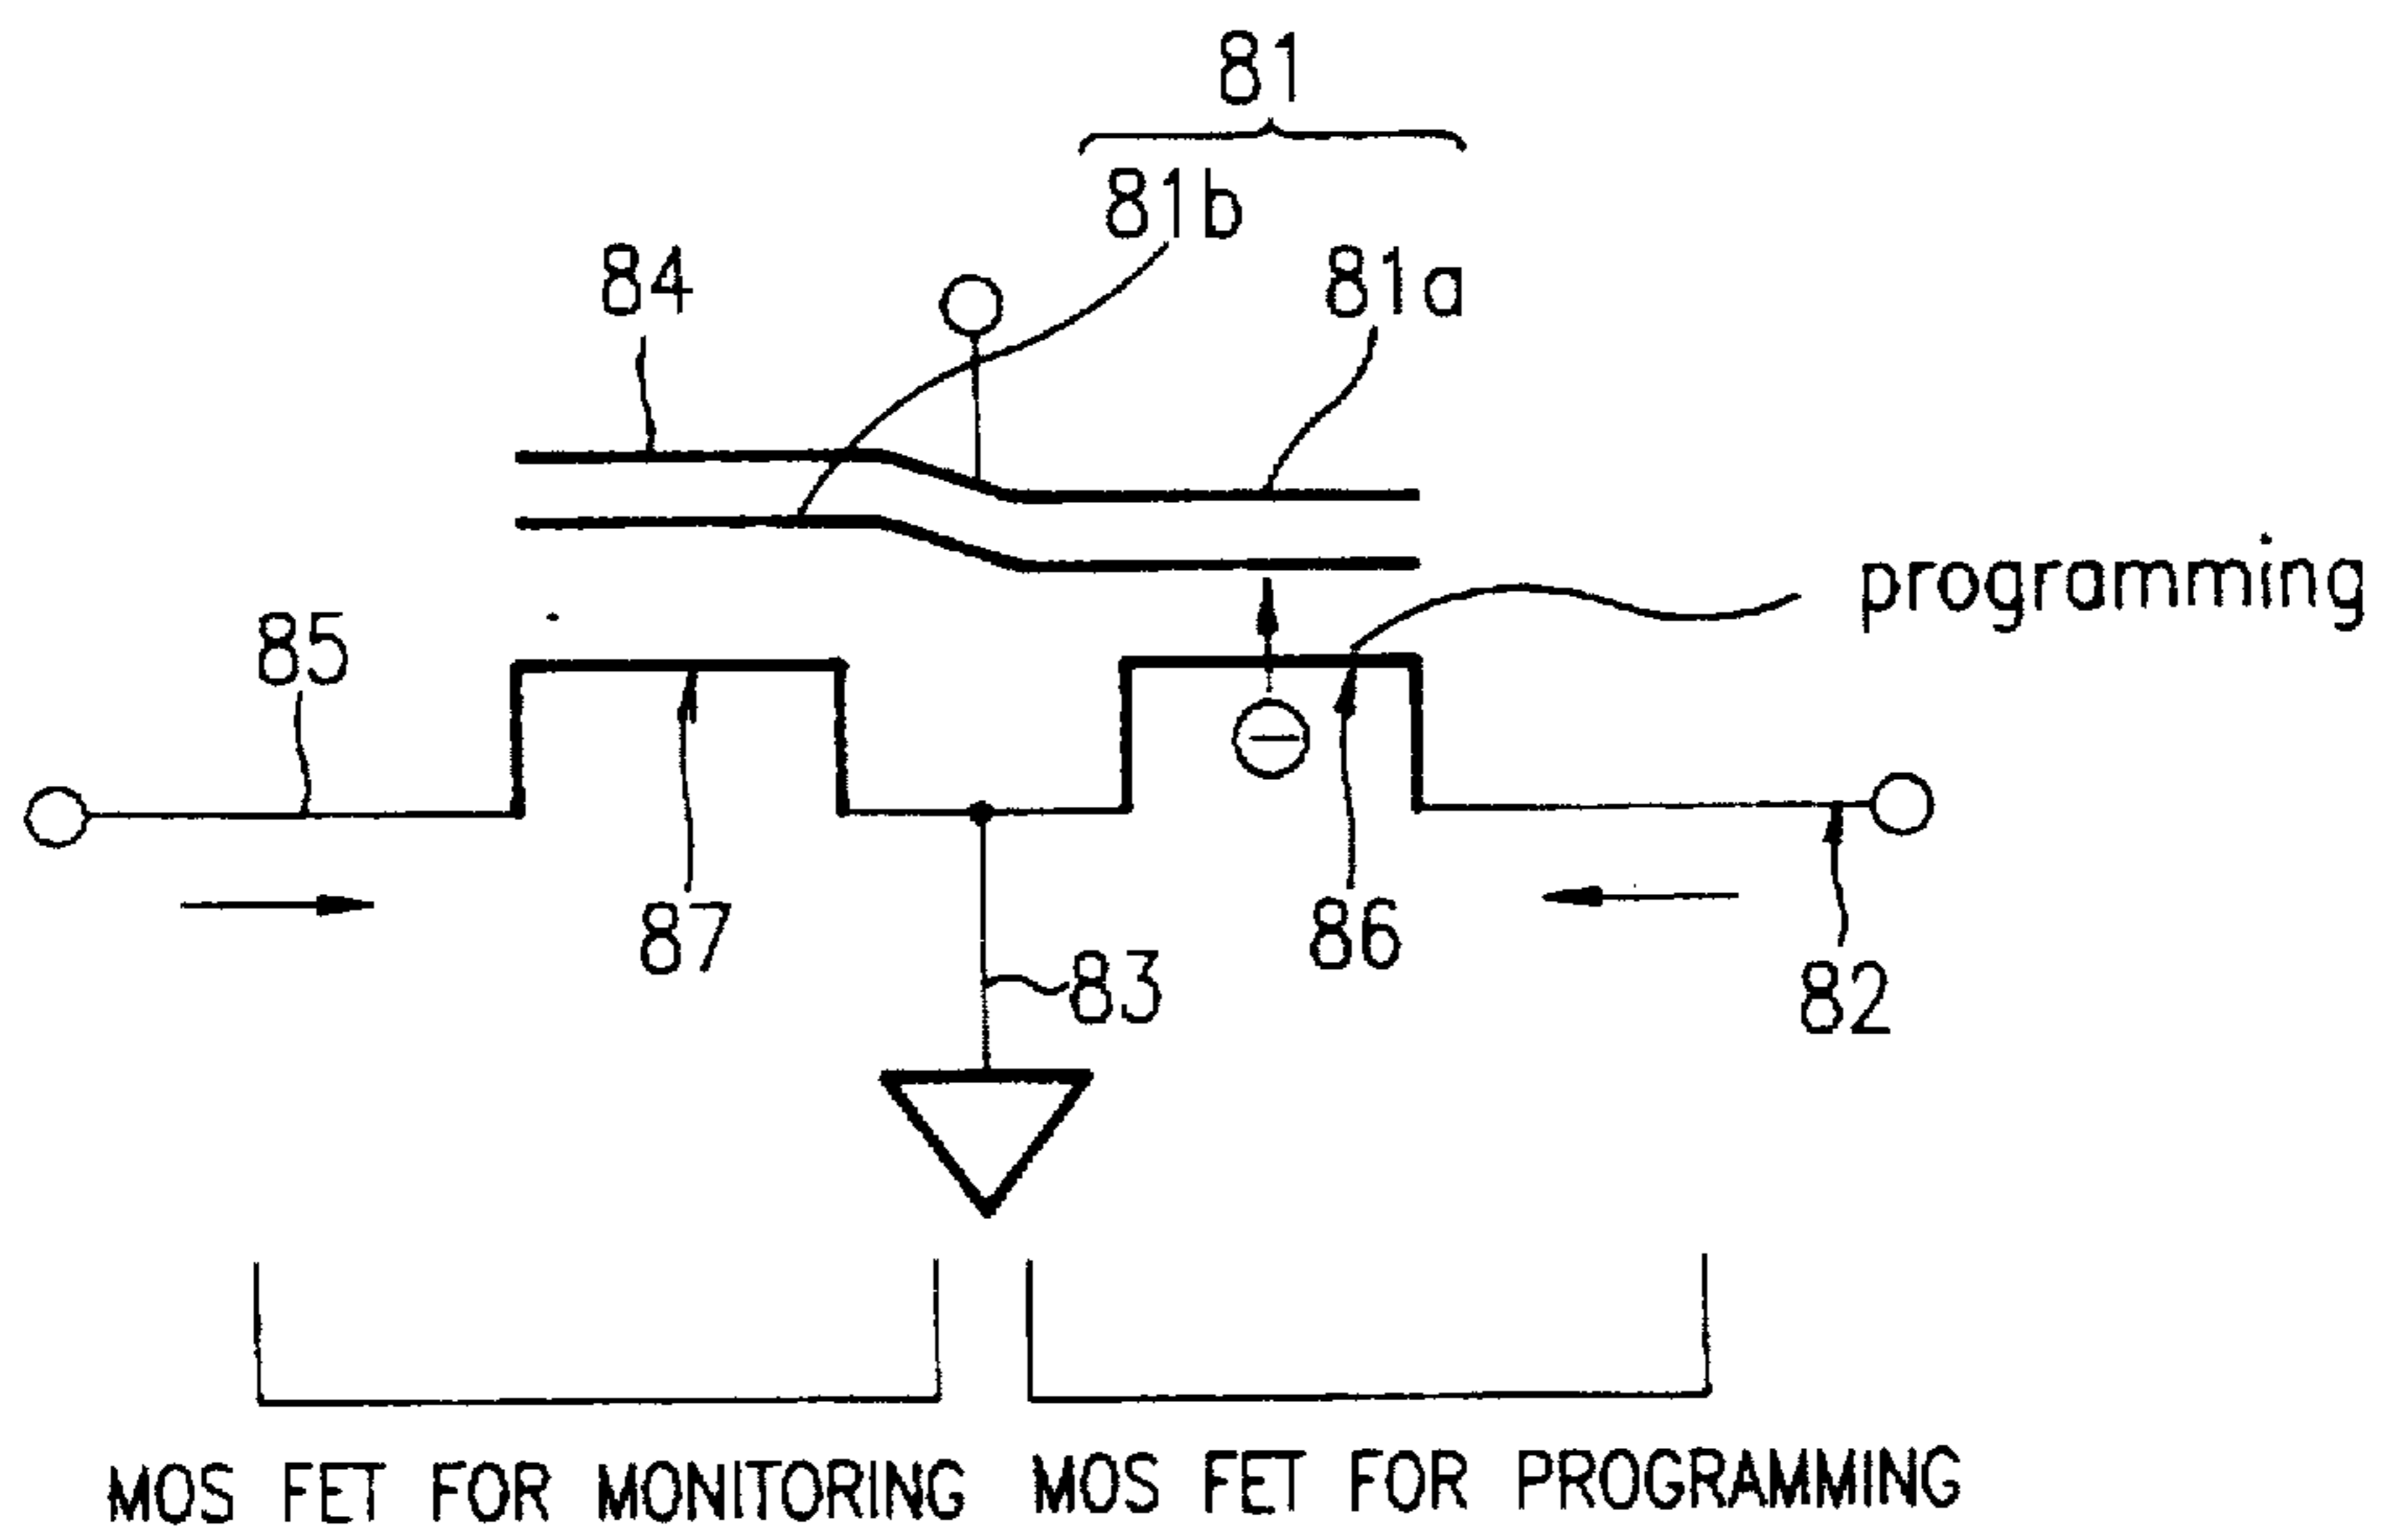 81
81b
84
81a
programming
85
87
86
83
82
MOS FET FOR MONITORING
MOS FET FOR PROGRAMMING